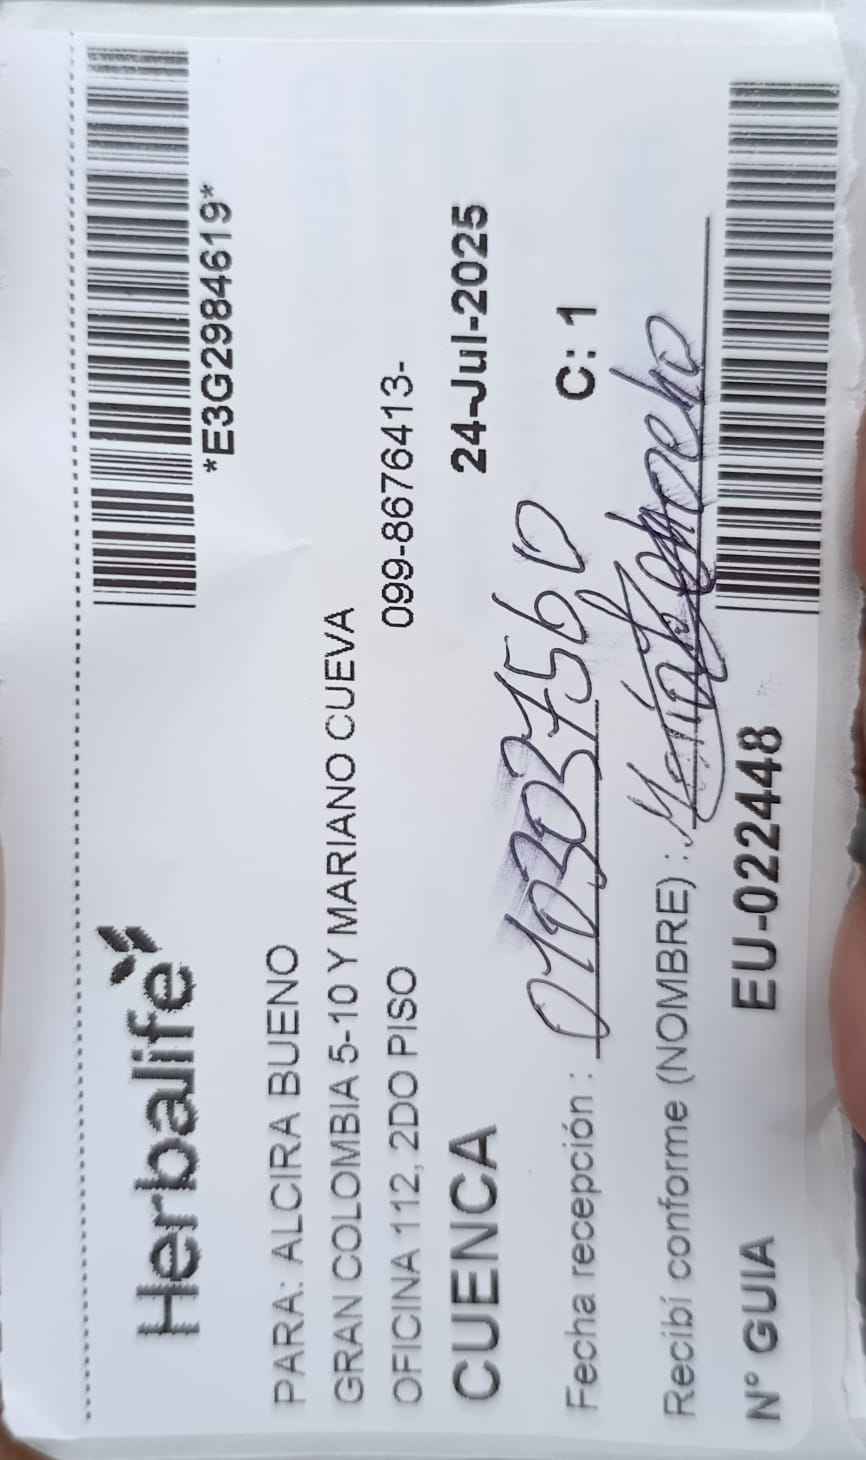 Herbalife
*E3G2984619*
PARA: ALCIRA BUENO
GRAN COLOMBIA 5-10 Y MARIANO CUEVA
OFICINA 112, 2DO PISO 099-8676413-
CUENCA 24-Jul-2025
Fecha recepción : 0103037560 C: 1
Recibí conforme (NOMBRE) :
N° GUIA EU-022448